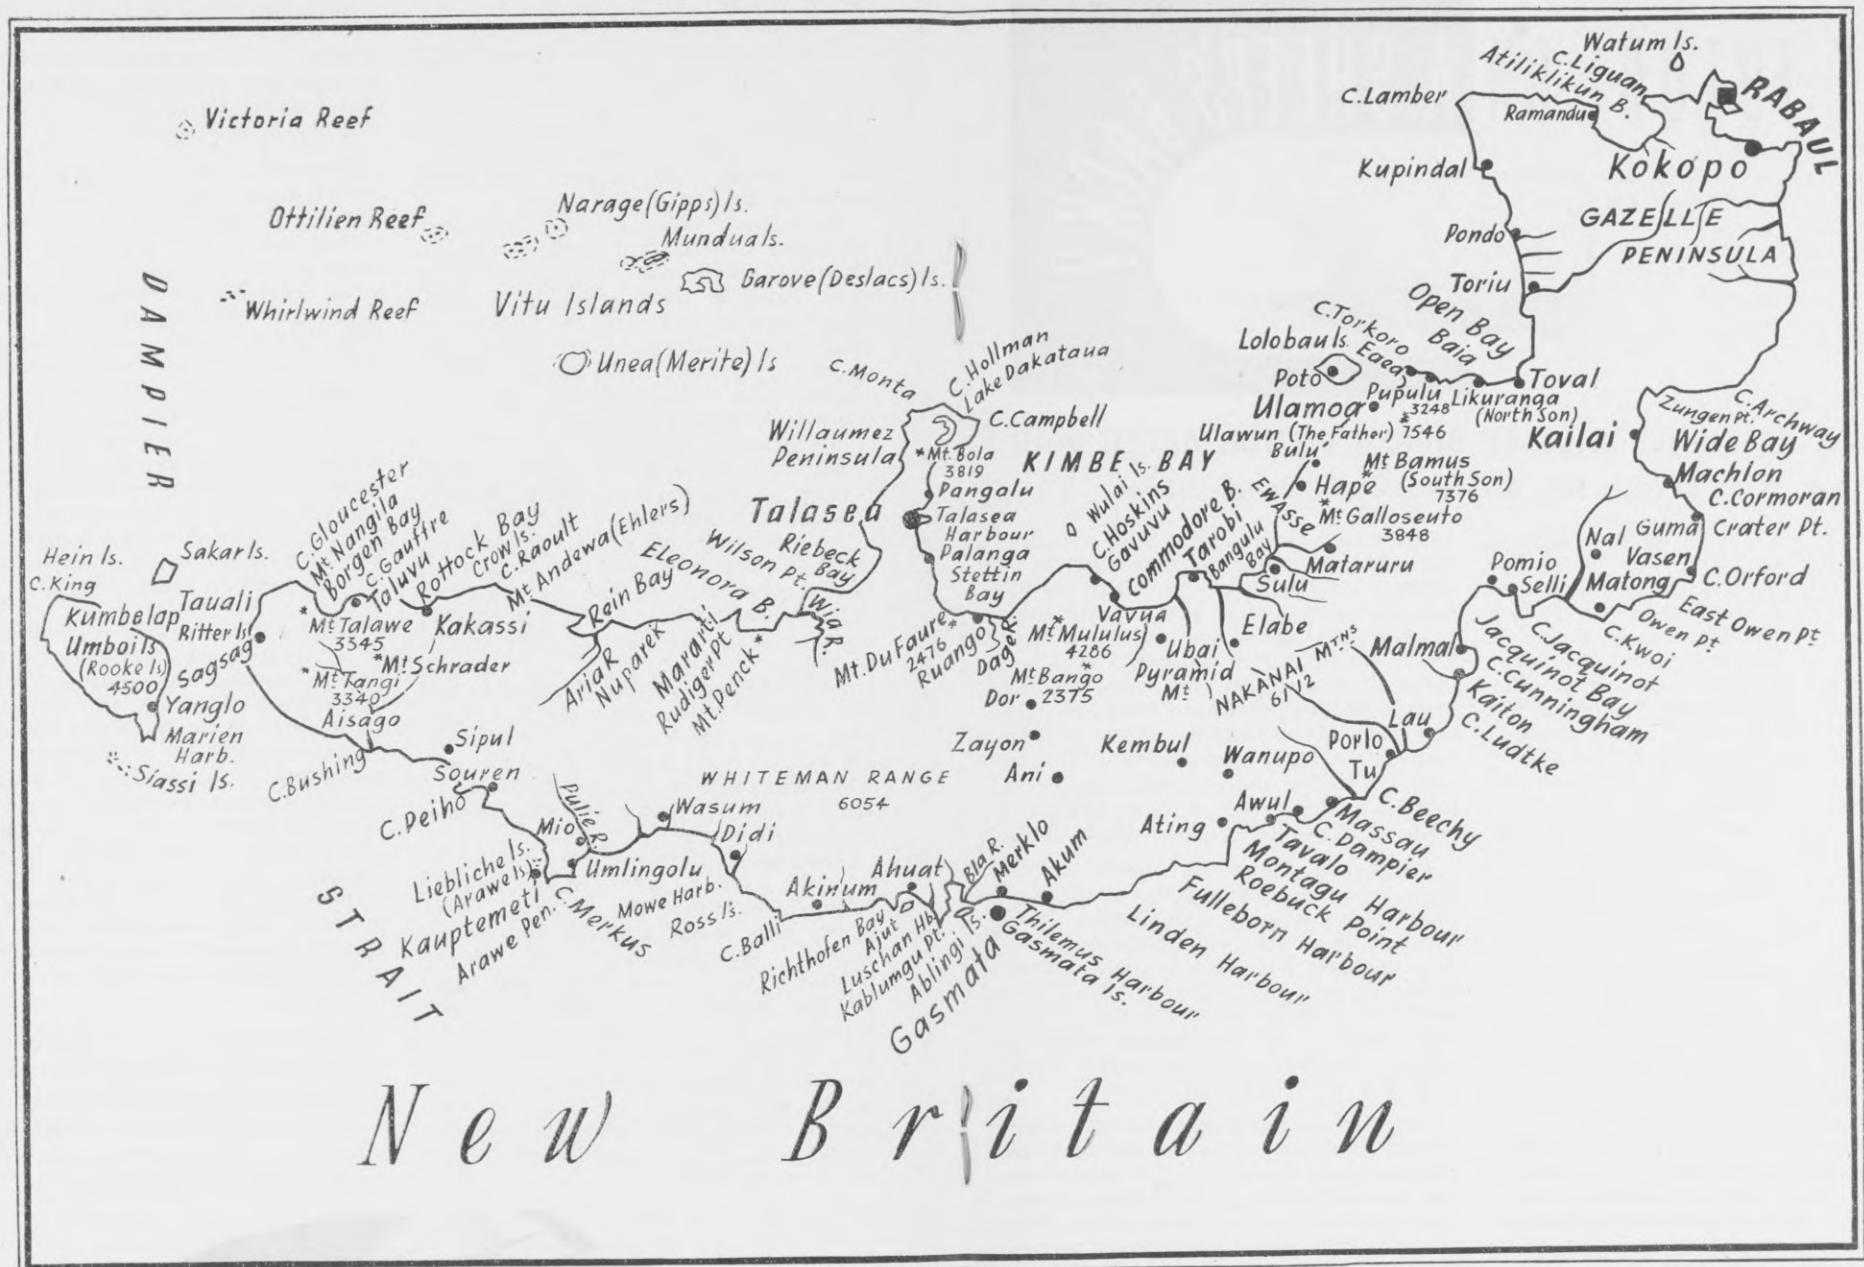 Watum Is.
C.Liguan
Atiliklikun B.
RABAUL
C.Lamber
Ramandu
Kokopo
Kupindal
GAZELLE
PENINSULA
Pondo
Toriu
Open Bay
Victoria Reef
Ottilien Reef
Narage(Gipps)Is.
Mundua Is.
Garove(Deslacs)Is.
Whirlwind Reef
Vitu Islands
Unea(Merite)Is
DAMPIER
STRAIT
C.Monta
C.Hollman
Lake Dakataua
C.Campbell
Willaumez
Peninsula
Mt.Bola
3819
KIMBE BAY
Pangalu
Talasea
Talasea
Harbour
Palanga
Stettin
Bay
Riebeck
Bay
Wilson Pt.
Eleonora B.
Rein Bay
Mt Andewa(Ehlers)
C.Raoult
Crow Is.
Rottock Bay
Taluvu
C.Gauffre
Borgen Bay
Mt Nangila
C.Gloucester
Hein Is.
C.King
Sakar Is.
Kumbelap
Umboi Is
(Rooke Is)
4500
Yanglo
Marien
Harb.
Siassi Is.
Tauali
Ritter Is
Sagsag
Mt Talawe
3345
Kakassi
Mt Schrader
Mt Tangi
3340
Aisago
C.Bushing
Sipul
Souren
C.Peiho
Aria R
Nuparek
Mararti
Rudiger Pt
Mt.Penck
Wia R.
Mt.DuFaure
2476
Ruango
Dagek
C.Torkoro
Eaea
Baia
Lolobau Is.
Poto
Ulamoa
Pupulu
3248
Likuranga
(North Son)
Toval
Ulawun (The Father) 7546
Bulu
Mt Bamus
(South Son)
7376
Hape
Mt Galloseuto
3848
Ewasse
Mataruru
Sulu
Bangulu
Bay
Tarobi
Commodore B.
Gavuvu
C.Hoskins
Wulai Is.
Vavua
Mt Mululus
4286
Ubai
Elabe
Pyramid
Mt
Mt Bango
2375
Dor
NAKANAI MTNS
6112
Zayon
Ani
Kembul
Wanupo
C.Archway
Zungen Pt.
Kailai
Wide Bay
Machlon
C.Cormoran
Guma
Crater Pt.
Nal
Vasen
Matong
C.Orford
East Owen Pt
Owen Pt
C.Kwoi
Pomio
Selli
C.Jacquinot
Jacquinot Bay
Malmal
C.Cunningham
Kaiton
C.Ludtke
Lau
Porlo
Tu
C.Beechy
Massau
C.Dampier
Awul
Tavalo
Ating
Montagu Harbour
Roebuck Point
Fulleborn Harbour
Linden Harbour
WHITEMAN RANGE
6054
Pulie R.
Mio
Wasum
Didi
Umlingolu
Liebliche Is.
(Arawe Is)
Kauptemeti
Arawe Pen.
C.Merkus
Mowe Harb.
Ross Is.
C.Balli
Akinum
Ahuat
Bla R.
Merklo
Akum
Richthofen Bay
Ajut
Luschan Hb.
Kablumgu Pt.
Ablingi Is.
Gasmata
Thilemus Harbour
Gasmata Is.
New Britain